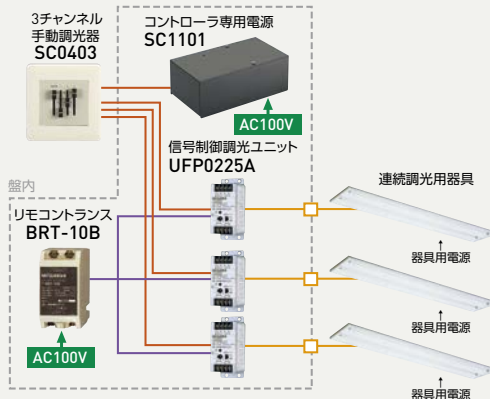 3チャンネル
手動調光器
SC0403
コントローラ専用電源
SC1101
AC100V
信号制御調光ユニット
UFP0225A
盤内
リモコントランス
BRT-10B
AC100V
連続調光用器具
器具用電源
器具用電源
器具用電源